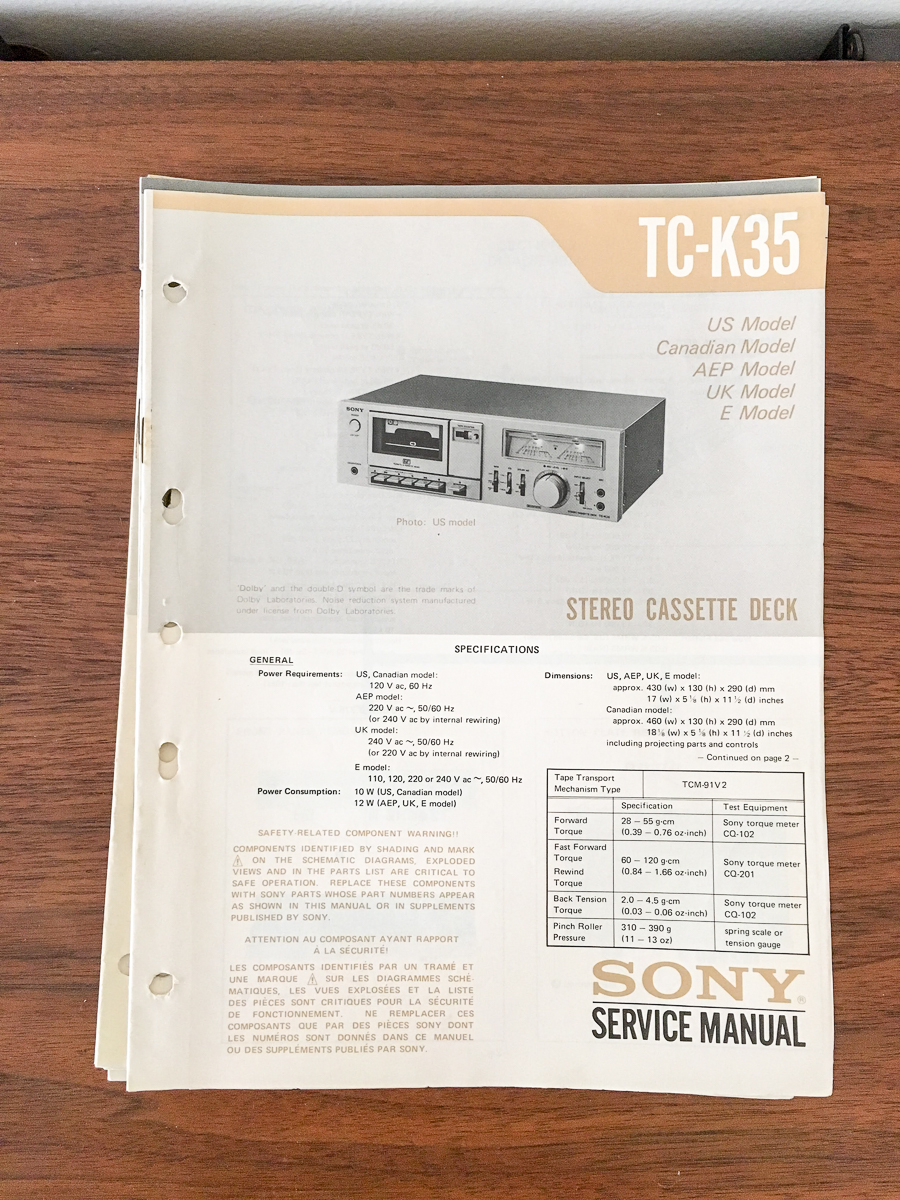 TC-K35
US Model
Canadian Model
AEP Model
UK Model
E Model
SONY
Photo: US model
"Dolby" and the double-D symbol are the trade marks of
Dolby Laboratories. Noise reduction system manufactured
under license from Dolby Laboratories.
STEREO CASSETTE DECK
SPECIFICATIONS
GENERAL
Power Requirements: US, Canadian model:
120 V ac, 60 Hz
AEP model:
220 V ac ~, 50/60 Hz
(or 240 V ac by internal rewiring)
UK model:
240 V ac ~, 50/60 Hz
(or 220 V ac by internal rewiring)
E model:
110, 120, 220 or 240 V ac ~, 50/60 Hz
Power Consumption: 10 W (US, Canadian model)
12 W (AEP, UK, E model)
SAFETY-RELATED COMPONENT WARNING!!
COMPONENTS IDENTIFIED BY SHADING AND MARK
⚠ ON THE SCHEMATIC DIAGRAMS, EXPLODED
VIEWS AND IN THE PARTS LIST ARE CRITICAL TO
SAFE OPERATION. REPLACE THESE COMPONENTS
WITH SONY PARTS WHOSE PART NUMBERS APPEAR
AS SHOWN IN THIS MANUAL OR IN SUPPLEMENTS
PUBLISHED BY SONY.
ATTENTION AU COMPOSANT AYANT RAPPORT
À LA SÉCURITÉ!
LES COMPOSANTS IDENTIFIÉS PAR UN TRAMÉ ET
UNE MARQUE ⚠ SUR LES DIAGRAMMES SCHÉ-
MATIQUES, LES VUES EXPLOSÉES ET LA LISTE
DES PIÈCES SONT CRITIQUES POUR LA SÉCURITÉ
DE FONCTIONNEMENT. NE REMPLACER CES
COMPOSANTS QUE PAR DES PIÈCES SONY DONT
LES NUMÉROS SONT DONNÉS DANS CE MANUEL
OU DES SUPPLÉMENTS PUBLIÉS PAR SONY.
Dimensions: US, AEP, UK, E model:
approx. 430 (w) x 130 (h) x 290 (d) mm
17 (w) x 5 1/8 (h) x 11 1/2 (d) inches
Canadian model:
approx. 460 (w) x 130 (h) x 290 (d) mm
18 1/8 (w) x 5 1/8 (h) x 11 1/2 (d) inches
including projecting parts and controls
— Continued on page 2 —
Tape Transport
Mechanism Type
TCM-91V2
Specification
Test Equipment
Forward
Torque
28 – 55 g·cm
(0.39 – 0.76 oz·inch)
Sony torque meter
CQ-102
Fast Forward
Torque
Rewind
Torque
60 – 120 g·cm
(0.84 – 1.66 oz·inch)
Sony torque meter
CQ-201
Back Tension
Torque
2.0 – 4.5 g·cm
(0.03 – 0.06 oz·inch)
Sony torque meter
CQ-102
Pinch Roller
Pressure
310 – 390 g
(11 – 13 oz)
spring scale or
tension gauge
SONY®
SERVICE MANUAL